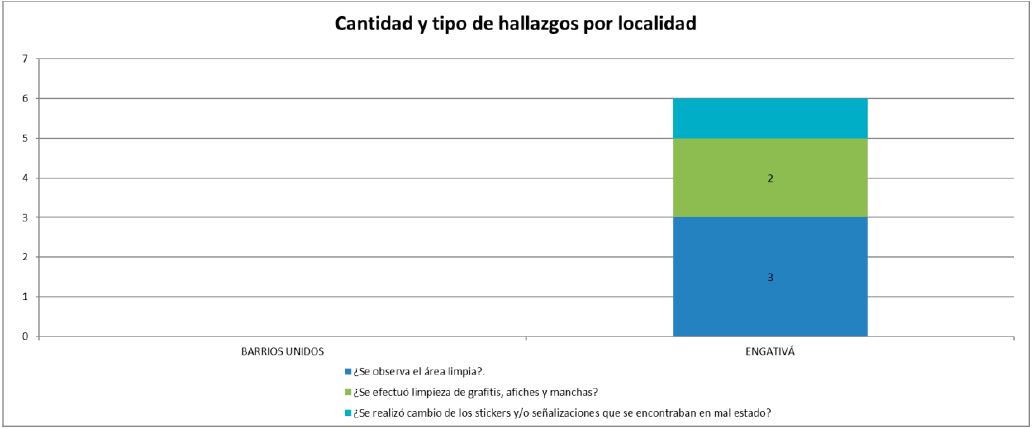 Cantidad y tipo de hallazgos por localidad
7
6
5
4
3
2
1
0
2
3
BARRIOS UNIDOS
ENGATIVÁ
¿Se observa el área limpia?.
¿Se efectuó limpieza de grafitis, afiches y manchas?
¿Se realizó cambio de los stickers y/o señalizaciones que se encontraban en mal estado?